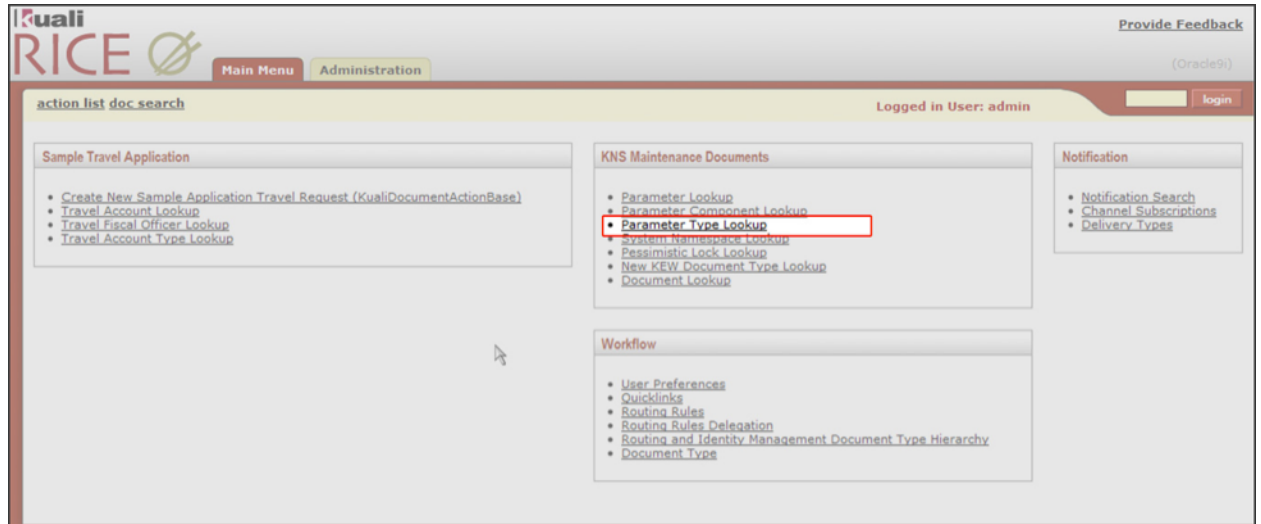 Kuali
RICE
Main Menu Administration
Provide Feedback
(Oracle9i)
action list doc search
Logged in User: admin
login
Sample Travel Application
Create New Sample Application Travel Request (KualiDocumentActionBase)
Travel Account Lookup
Travel Fiscal Officer Lookup
Travel Account Type Lookup
KNS Maintenance Documents
Parameter Lookup
Parameter Component Lookup
Parameter Type Lookup
System Namespace Lookup
Pessimistic Lock Lookup
New KEW Document Type Lookup
Document Lookup
Workflow
User Preferences
Quicklinks
Routing Rules
Routing Rules Delegation
Routing and Identity Management Document Type Hierarchy
Document Type
Notification
Notification Search
Channel Subscriptions
Delivery Types